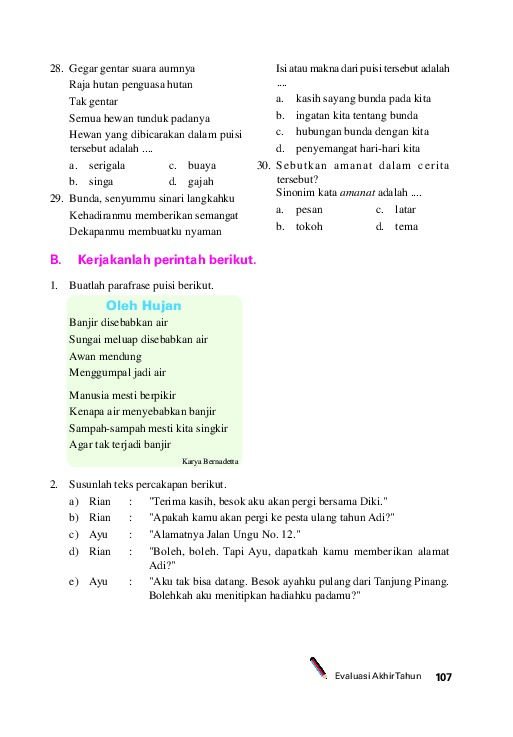 28. Gegar gentar suara aumnya
Raja hutan penguasa hutan
Tak gentar
Semua hewan tunduk padanya
Hewan yang dibicarakan dalam puisi
tersebut adalah ....
a. serigala c. buaya
b. singa d. gajah
29. Bunda, senyummu sinari langkahku
Kehadiranmu memberikan semangat
Dekapanmu membuatku nyaman
Isi atau makna dari puisi tersebut adalah
....
a. kasih sayang bunda pada kita
b. ingatan kita tentang bunda
c. hubungan bunda dengan kita
d. penyemangat hari-hari kita
30. Sebutkan amanat dalam cerita
tersebut?
Sinonim kata amanat adalah ....
a. pesan c. latar
b. tokoh d. tema
B. Kerjakanlah perintah berikut.
1. Buatlah parafrase puisi berikut.
Oleh Hujan
Banjir disebabkan air
Sungai meluap disebabkan air
Awan mendung
Menggumpal jadi air
Manusia mesti berpikir
Kenapa air menyebabkan banjir
Sampah-sampah mesti kita singkir
Agar tak terjadi banjir
Karya Bernadetta
2. Susunlah teks percakapan berikut.
a) Rian : "Terima kasih, besok aku akan pergi bersama Diki."
b) Rian : "Apakah kamu akan pergi ke pesta ulang tahun Adi?"
c) Ayu : "Alamatnya Jalan Ungu No. 12."
d) Rian : "Boleh, boleh. Tapi Ayu, dapatkah kamu memberikan alamat
Adi?"
e) Ayu : "Aku tak bisa datang. Besok ayahku pulang dari Tanjung Pinang.
Bolehkah aku menitipkan hadiahku padamu?"
Evaluasi Akhir Tahun 107